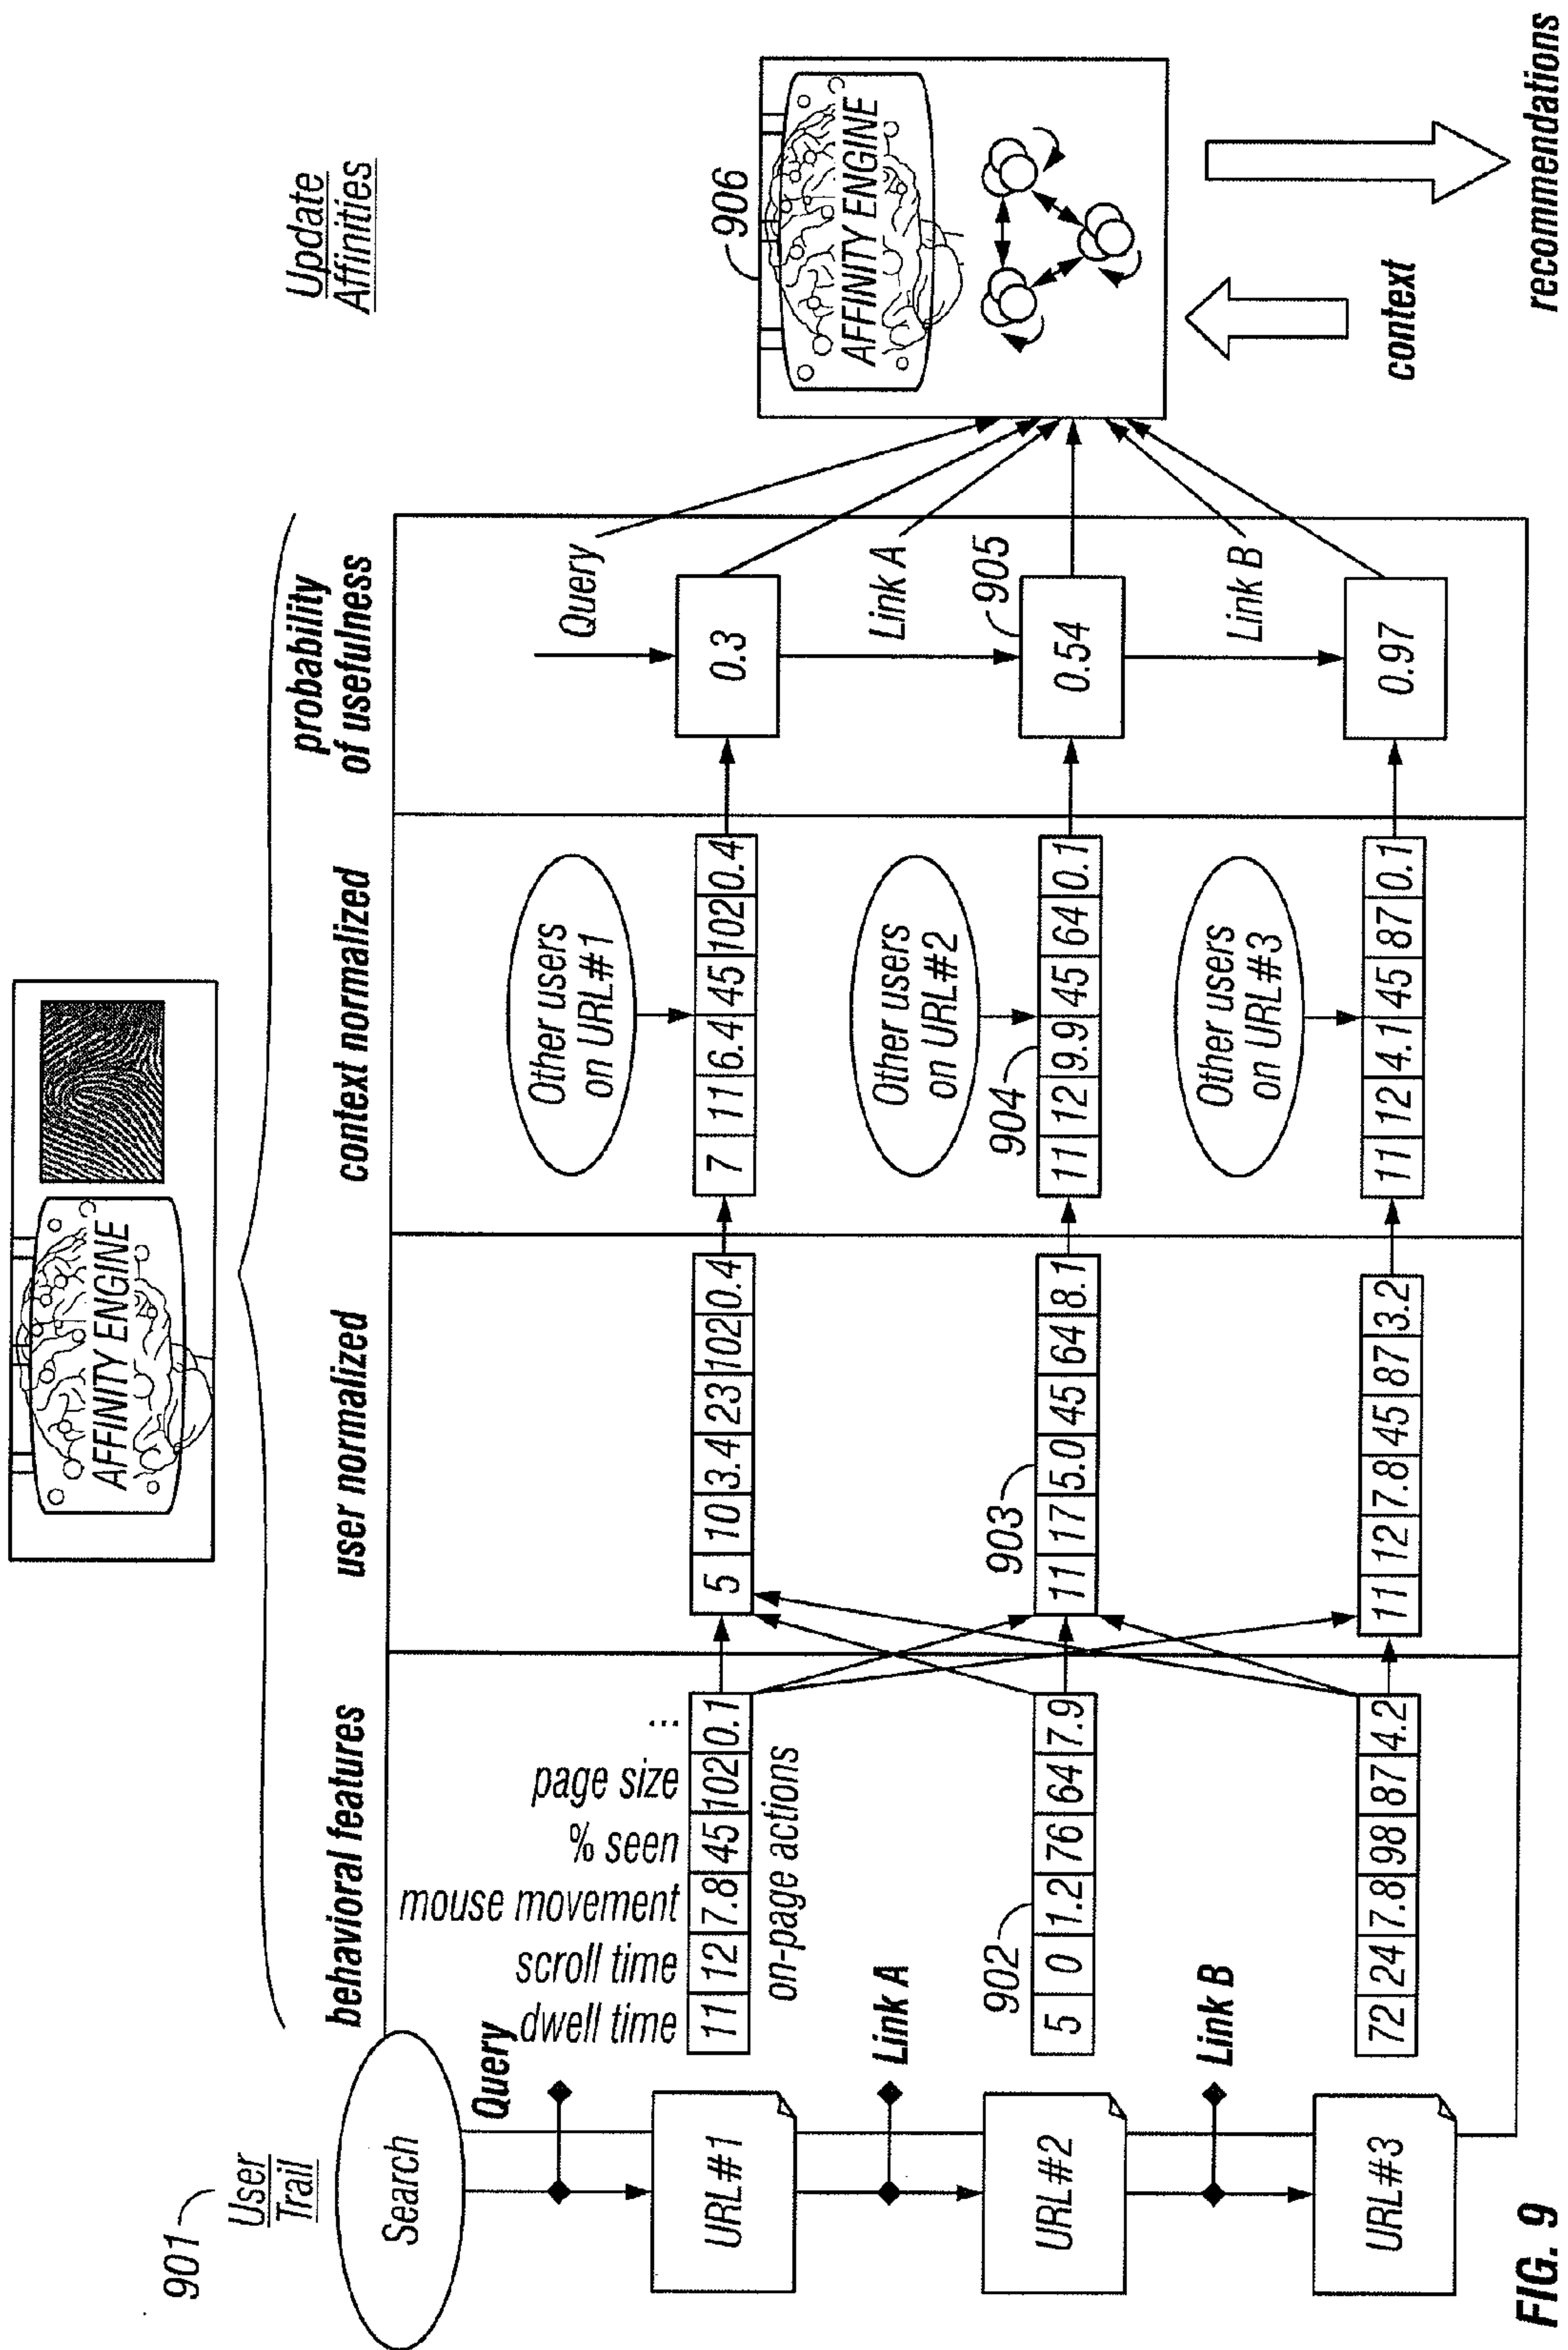 AFFINITY ENGINE
901
User
Trail
behavioral features
user normalized
context normalized
probability
of usefulness
Update
Affinities
Search
Query
dwell time
scroll time
mouse movement
% seen
page size
...
URL#1
11 12 7.8 45 102 0.1
on-page actions
5 10 3.4 23 102 0.4
Other users
on URL#1
7 11 6.4 45 102 0.4
Query
0.3
Link A
URL#2
902
5 0 1.2 76 64 7.9
903
11 17 5.0 45 64 8.1
Other users
on URL#2
904
11 12 9.9 45 64 0.1
Link A
905
0.54
Link B
URL#3
72 24 7.8 98 87 4.2
11 12 7.8 45 87 3.2
Other users
on URL#3
11 12 4.1 45 87 0.1
Link B
0.97
906
AFFINITY ENGINE
context
recommendations
FIG. 9